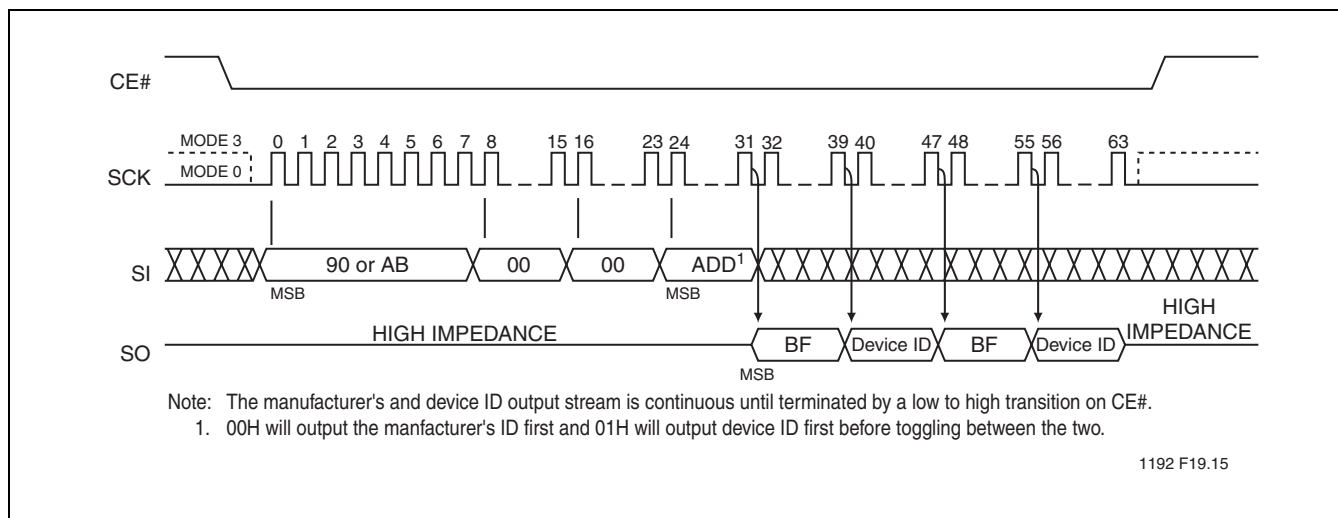 CE#
MODE 3
0 1 2 3 4 5 6 7 8 15 16 23 24 31 32 39 40 47 48 55 56 63
SCK
MODE 0
SI
90 or AB 00 00 ADD1
MSB MSB
HIGH IMPEDANCE
HIGH IMPEDANCE
SO
BF Device ID BF Device ID
MSB
Note: The manufacturer's and device ID output stream is continuous until terminated by a low to high transition on CE#.
1. 00H will output the manfacturer's ID first and 01H will output device ID first before toggling between the two.
1192 F19.15